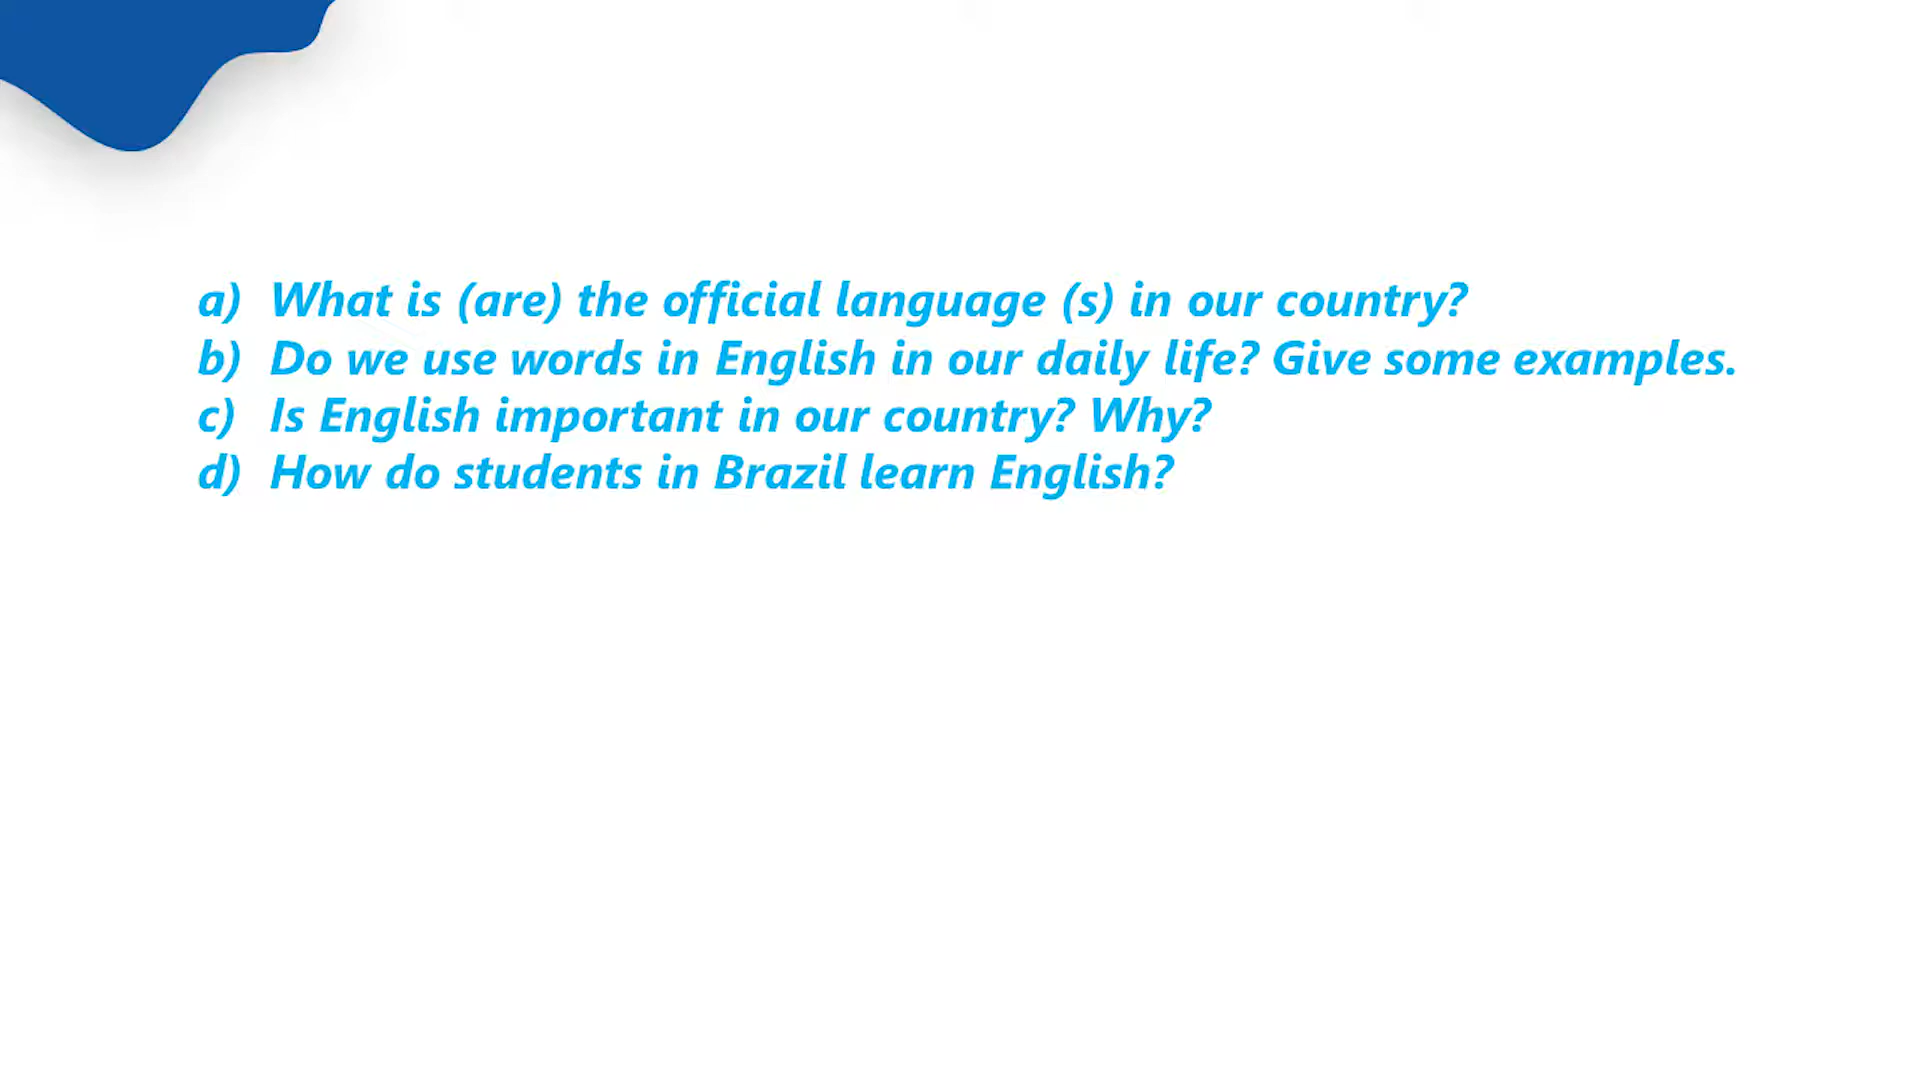 a) What is (are) the official language (s) in our country?
b) Do we use words in English in our daily life? Give some examples.
c) Is English important in our country? Why?
d) How do students in Brazil learn English?